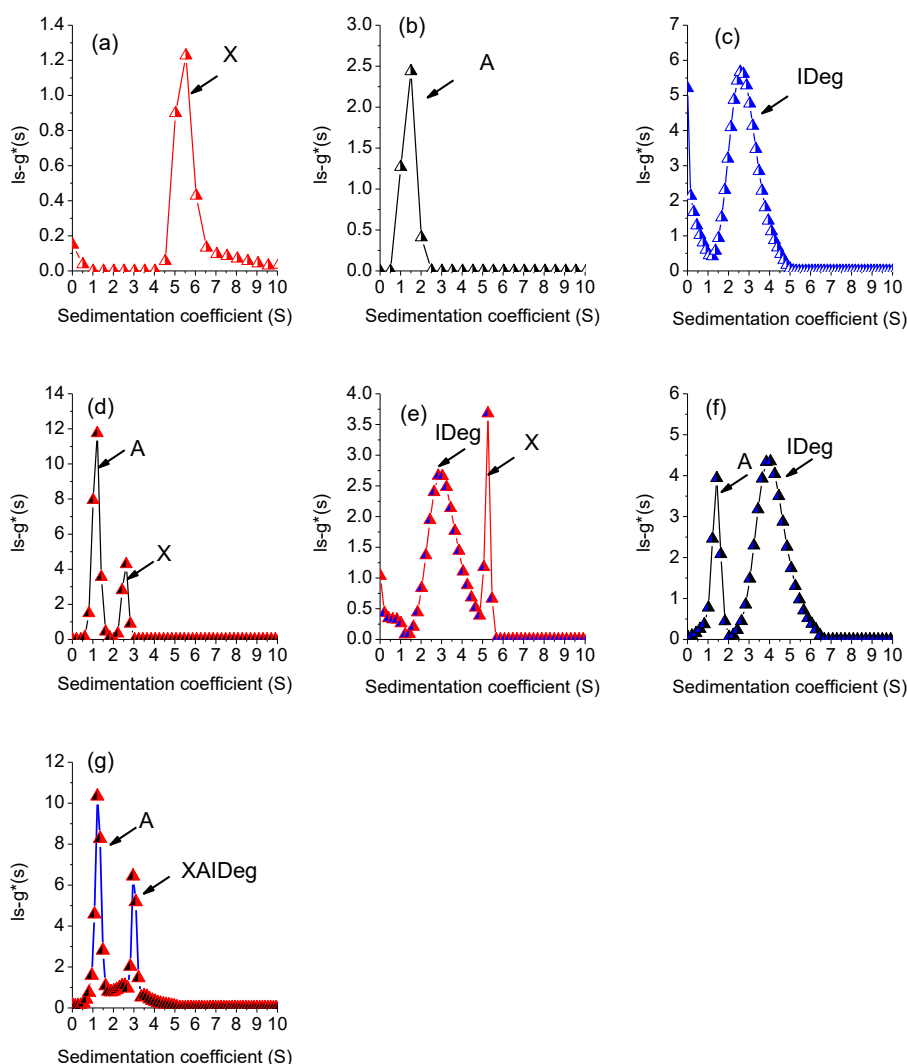 (a)
X
ls-g*(s)
1.4
1.2
1.0
0.8
0.6
0.4
0.2
0.0
0 1 2 3 4 5 6 7 8 9 10
Sedimentation coefficient (S)
(b)
A
ls-g*(s)
3.0
2.5
2.0
1.5
1.0
0.5
0.0
0 1 2 3 4 5 6 7 8 9 10
Sedimentation coefficient (S)
(c)
IDeg
ls-g*(s)
7
6
5
4
3
2
1
0
0 1 2 3 4 5 6 7 8 9 10
Sedimentation coefficient (S)
(d)
A
X
ls-g*(s)
14
12
10
8
6
4
2
0
0 1 2 3 4 5 6 7 8 9 10
Sedimentation coefficient (S)
(e)
IDeg
X
ls-g*(s)
4.0
3.5
3.0
2.5
2.0
1.5
1.0
0.5
0.0
0 1 2 3 4 5 6 7 8 9 10
Sedimentation coefficient (S)
(f)
A
IDeg
ls-g*(s)
6
5
4
3
2
1
0
0 1 2 3 4 5 6 7 8 9 10
Sedimentation coefficient (S)
(g)
A
XAIDeg
ls-g*(s)
12
10
8
6
4
2
0
0 1 2 3 4 5 6 7 8 9 10
Sedimentation coefficient (S)